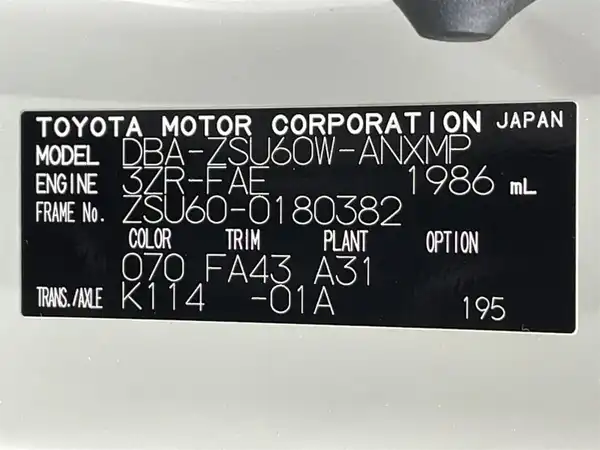 TOYOTA MOTOR CORPORATION JAPAN
MODEL DBA-ZSU60W-ANXMP
ENGINE 3ZR-FAE 1986 mL
FRAME No. ZSU60-0180382
COLOR TRIM PLANT OPTION
070 FA43 A31
TRANS./AXLE K114 -01A 195